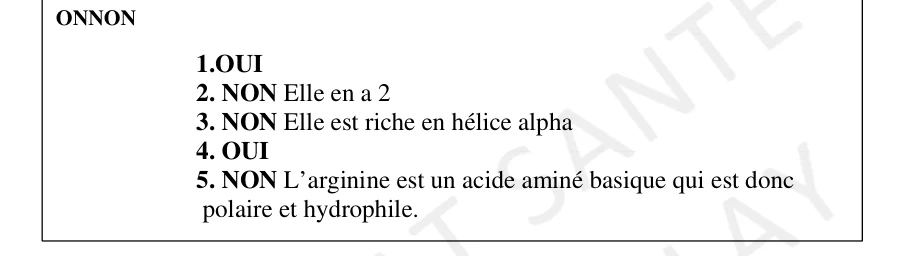 ONNON
1.OUI
2. NON Elle en a 2
3. NON Elle est riche en hélice alpha
4. OUI
5. NON L’arginine est un acide aminé basique qui est donc
polaire et hydrophile.
SANTE